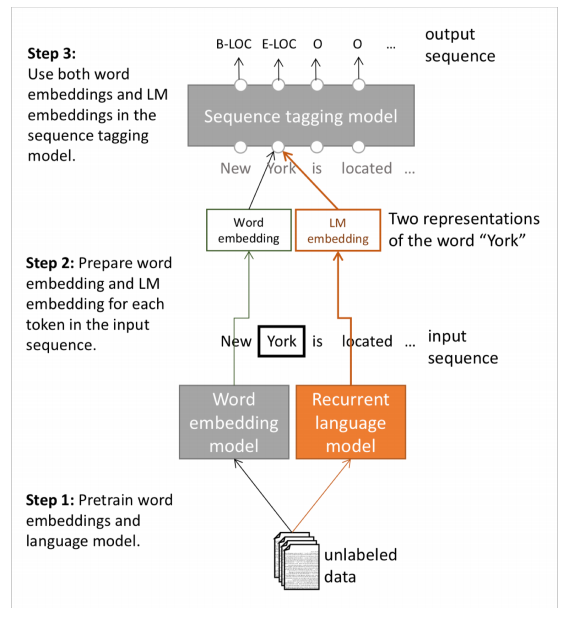 B-LOC E-LOC O O ...
output
sequence
Step 3:
Use both word
embeddings and LM
embeddings in the
sequence tagging
model.
Sequence tagging model
New York is located ...
Word
embedding
LM
embedding
Two representations
of the word “York”
Step 2: Prepare word
embedding and LM
embedding for each
token in the input
sequence.
New York is located ...
input
sequence
Word
embedding
model
Recurrent
language
model
Step 1: Pretrain word
embeddings and
language model.
unlabeled
data